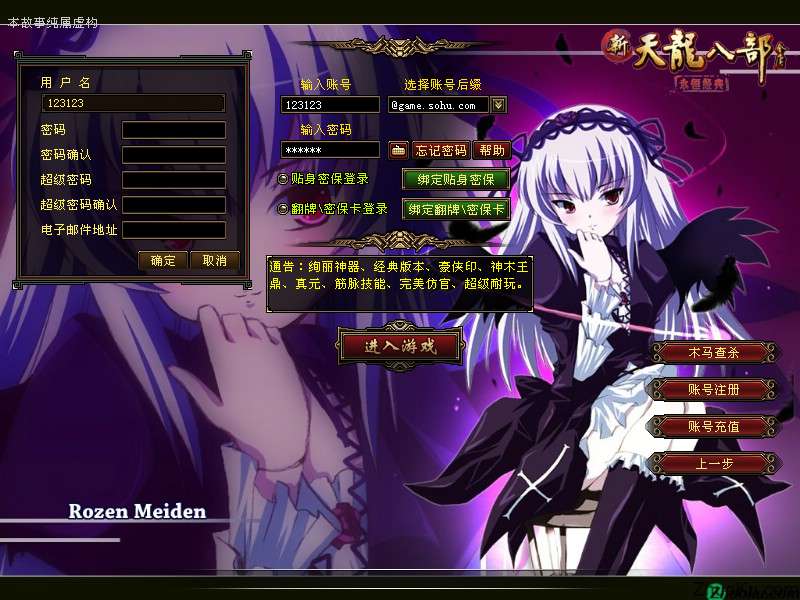 本故事纯属虚构
用 户 名
123123
密码
密码确认
超级密码
超级密码确认
电子邮件地址
确定
取消
输入账号
选择账号后缀
123123
@game.sohu.com
输入密码
******
忘记密码
帮助
贴身密保登录
绑定贴身密保
翻牌\密保卡登录
绑定翻牌\密保卡
通告：绚丽神器、经典版本、豪侠印、神木王
鼎、真元、筋脉技能、完美仿官、超级耐玩。
进入游戏
新天龍八部
永恒经典
木马查杀
账号注册
账号充值
上一步
Rozen Meiden